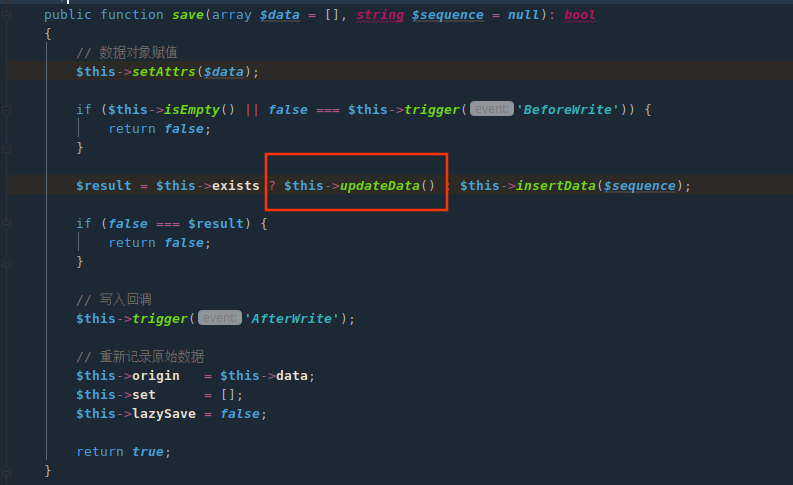 public function save(array $data = [], string $sequence = null): bool
{
// 数据对象赋值
$this->setAttrs($data);
if ($this->isEmpty() || false === $this->trigger( event: 'BeforeWrite')) {
return false;
}
$result = $this->exists ? $this->updateData() : $this->insertData($sequence);
if (false === $result) {
return false;
}
// 写入回调
$this->trigger( event: 'AfterWrite');
// 重新记录原始数据
$this->origin   = $this->data;
$this->set      = [];
$this->lazySave = false;
return true;
}